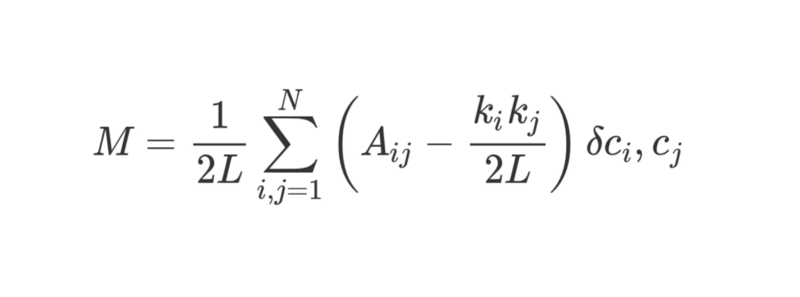 M = \frac{1}{2L} \sum_{i,j=1}^{N} \left( A_{ij} - \frac{k_i k_j}{2L} \right) \delta c_i, c_j